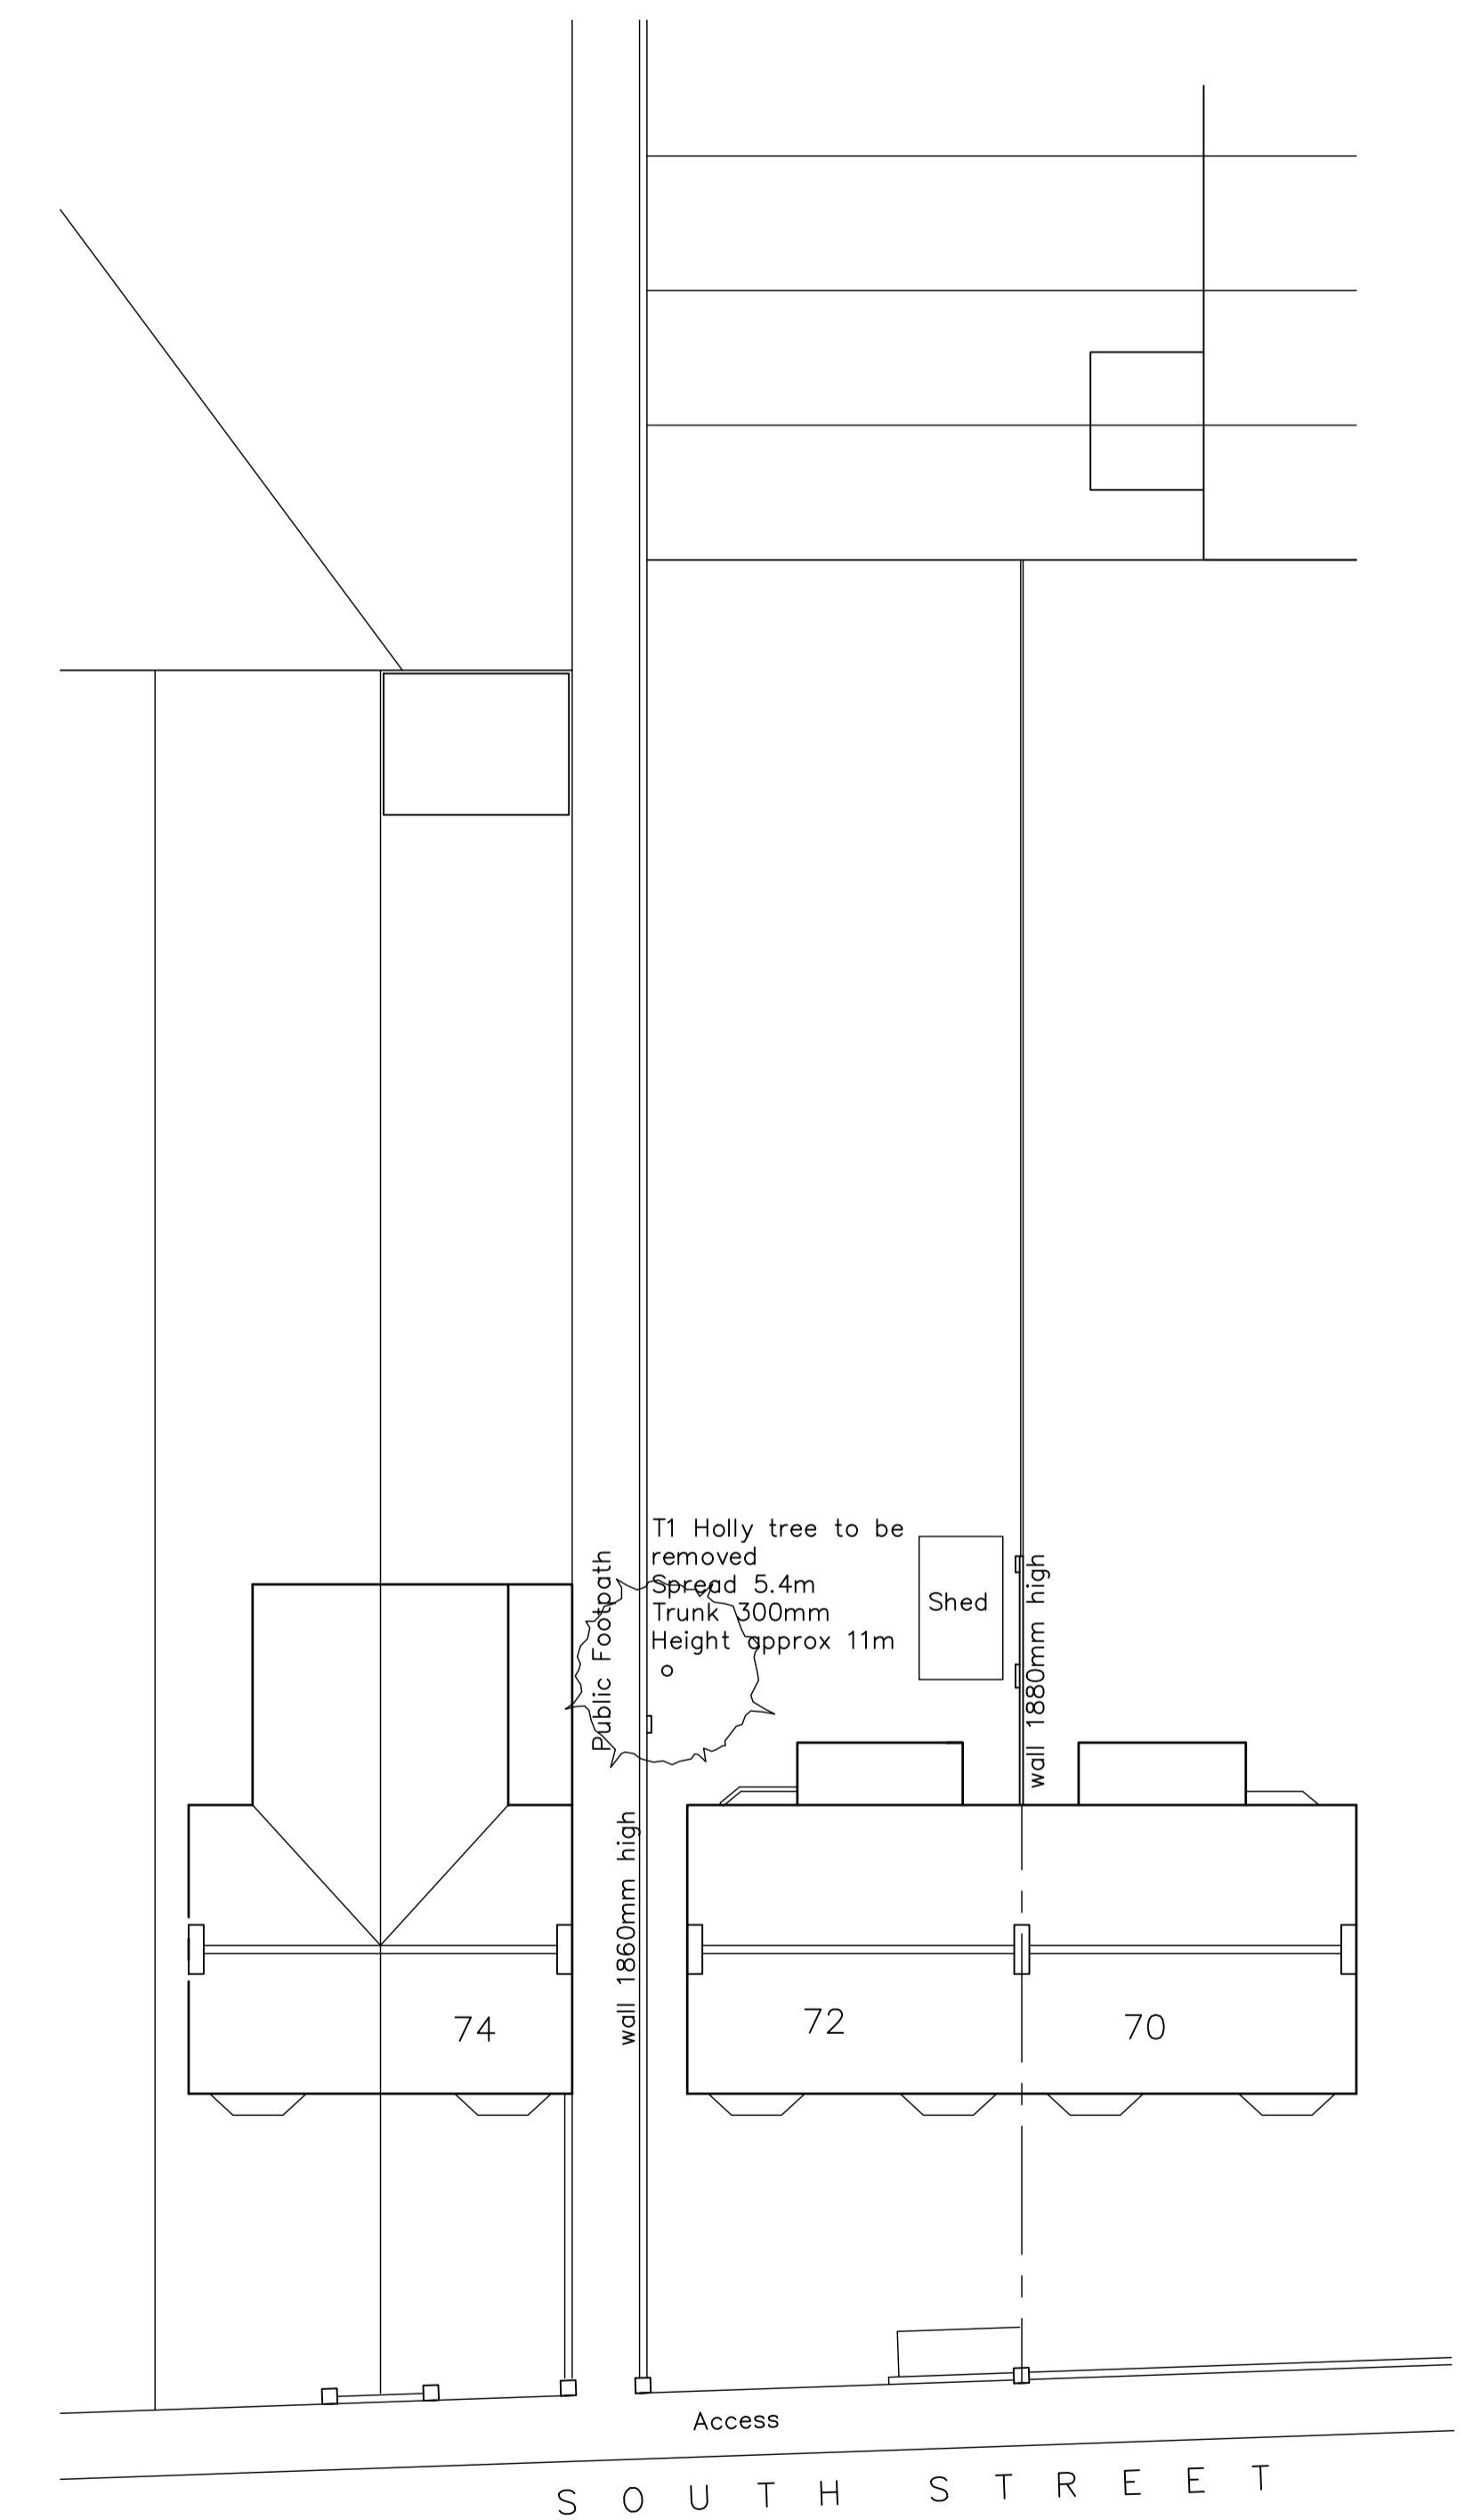 T1 Holly tree to be
removed
Spread 5.4m
Trunk 300mm
Height approx 11m
Public Footpath
Shed
wall 1880mm high
wall 1860mm high
74
72
70
Access
SOUTH STREET